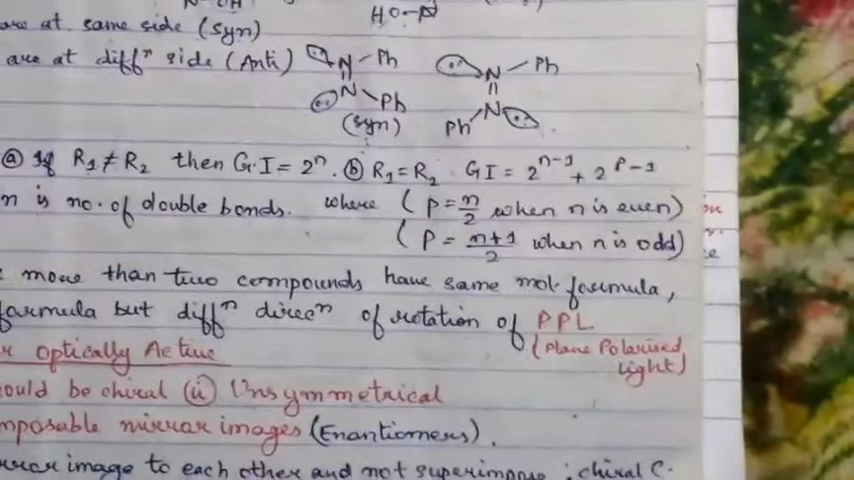 HO-N
are at same side (Syn)
are at diffⁿ side (Anti) N-Ph N-Ph
N-Ph Ph-N
(Syn)
ⓐ If R₁≠R₂ then G.I = 2ⁿ. ⓑ R₁=R₂ GI = 2ⁿ⁻¹ + 2ᴾ⁻¹
n is no. of double bonds. where (P = n/2 when n is even)
(P = n+1/2 when n is odd)
more than two compounds have same mol. formula,
formula but diffⁿ direcⁿ of rotation of PPL
(Plane Polarised Light)
Optically Active
ould be chiral (ii) Unsymmetrical
mposable mirror images (Enantiomers).
rror image to each other and not superimpose ; chiral C.